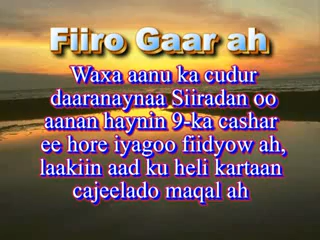 Fiiro Gaar ah
Waxa aanu ka cudur
daaranaynaa Siiradan oo
aanan haynin 9-ka cashar
ee hore iyagoo fiidyow ah,
laakiin aad ku heli kartaan
cajeelado maqal ah